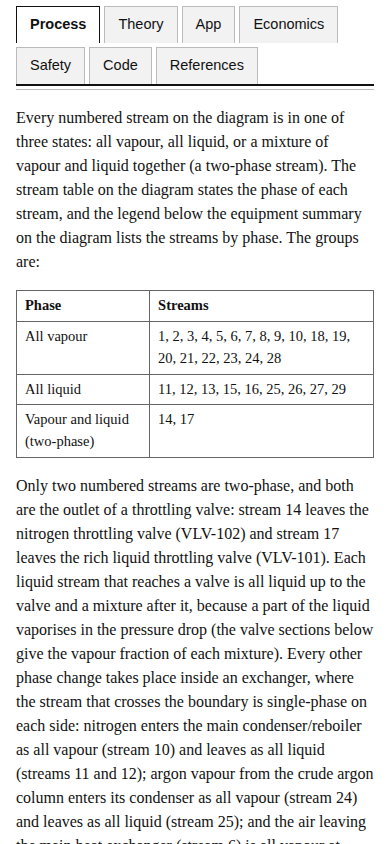 Process Theory App Economics
Safety Code References
Every numbered stream on the diagram is in one of
three states: all vapour, all liquid, or a mixture of
vapour and liquid together (a two-phase stream). The
stream table on the diagram states the phase of each
stream, and the legend below the equipment summary
on the diagram lists the streams by phase. The groups
are:
Phase Streams
All vapour 1, 2, 3, 4, 5, 6, 7, 8, 9, 10, 18, 19,
20, 21, 22, 23, 24, 28
All liquid 11, 12, 13, 15, 16, 25, 26, 27, 29
Vapour and liquid 14, 17
(two-phase)
Only two numbered streams are two-phase, and both
are the outlet of a throttling valve: stream 14 leaves the
nitrogen throttling valve (VLV-102) and stream 17
leaves the rich liquid throttling valve (VLV-101). Each
liquid stream that reaches a valve is all liquid up to the
valve and a mixture after it, because a part of the liquid
vaporises in the pressure drop (the valve sections below
give the vapour fraction of each mixture). Every other
phase change takes place inside an exchanger, where
the stream that crosses the boundary is single-phase on
each side: nitrogen enters the main condenser/reboiler
as all vapour (stream 10) and leaves as all liquid
(streams 11 and 12); argon vapour from the crude argon
column enters its condenser as all vapour (stream 24)
and leaves as all liquid (stream 25); and the air leaving
the main heat exchanger (stream 6) is all vapour at